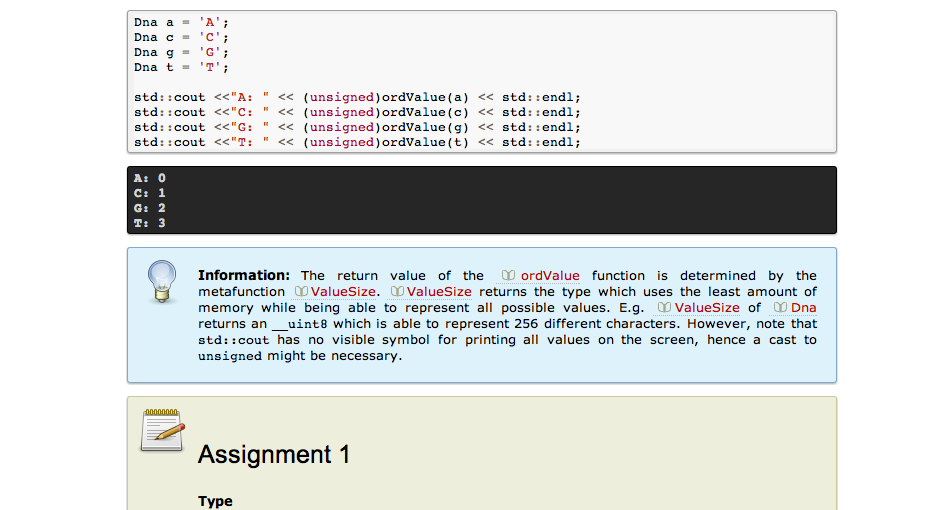 Dna a = 'A';
Dna c = 'C';
Dna g = 'G';
Dna t = 'T';
std::cout <<"A: " << (unsigned)ordValue(a) << std::endl;
std::cout <<"C: " << (unsigned)ordValue(c) << std::endl;
std::cout <<"G: " << (unsigned)ordValue(g) << std::endl;
std::cout <<"T: " << (unsigned)ordValue(t) << std::endl;
A: 0
C: 1
G: 2
T: 3
Information: The return value of the ordValue function is determined by the
metafunction ValueSize. ValueSize returns the type which uses the least amount of
memory while being able to represent all possible values. E.g. ValueSize of Dna
returns an __uint8 which is able to represent 256 different characters. However, note that
std::cout has no visible symbol for printing all values on the screen, hence a cast to
unsigned might be necessary.
Assignment 1
Type